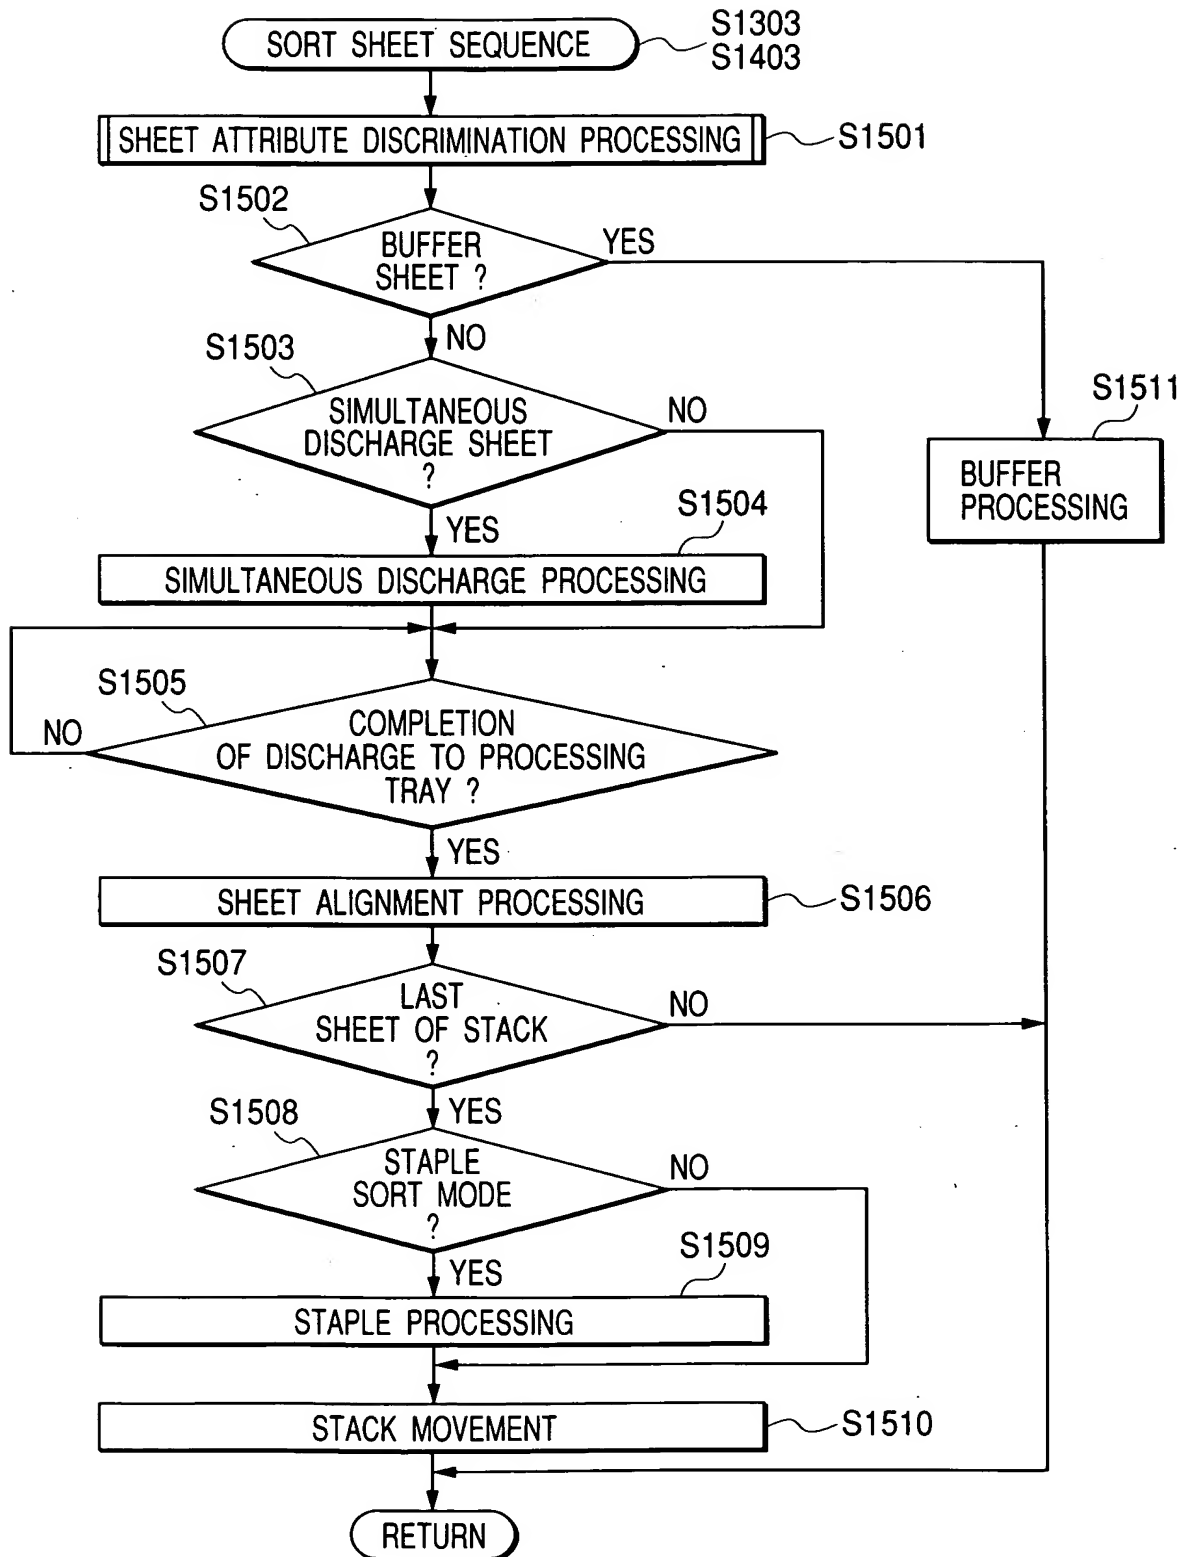 SORT SHEET SEQUENCE
S1303
S1403
SHEET ATTRIBUTE DISCRIMINATION PROCESSING
S1501
S1502
BUFFER
SHEET ?
YES
NO
S1503
SIMULTANEOUS
DISCHARGE SHEET
?
NO
S1511
BUFFER
PROCESSING
YES
S1504
SIMULTANEOUS DISCHARGE PROCESSING
S1505
NO
COMPLETION
OF DISCHARGE TO PROCESSING
TRAY ?
YES
SHEET ALIGNMENT PROCESSING
S1506
S1507
LAST
SHEET OF STACK
?
NO
YES
S1508
STAPLE
SORT MODE
?
NO
YES
S1509
STAPLE PROCESSING
STACK MOVEMENT
S1510
RETURN